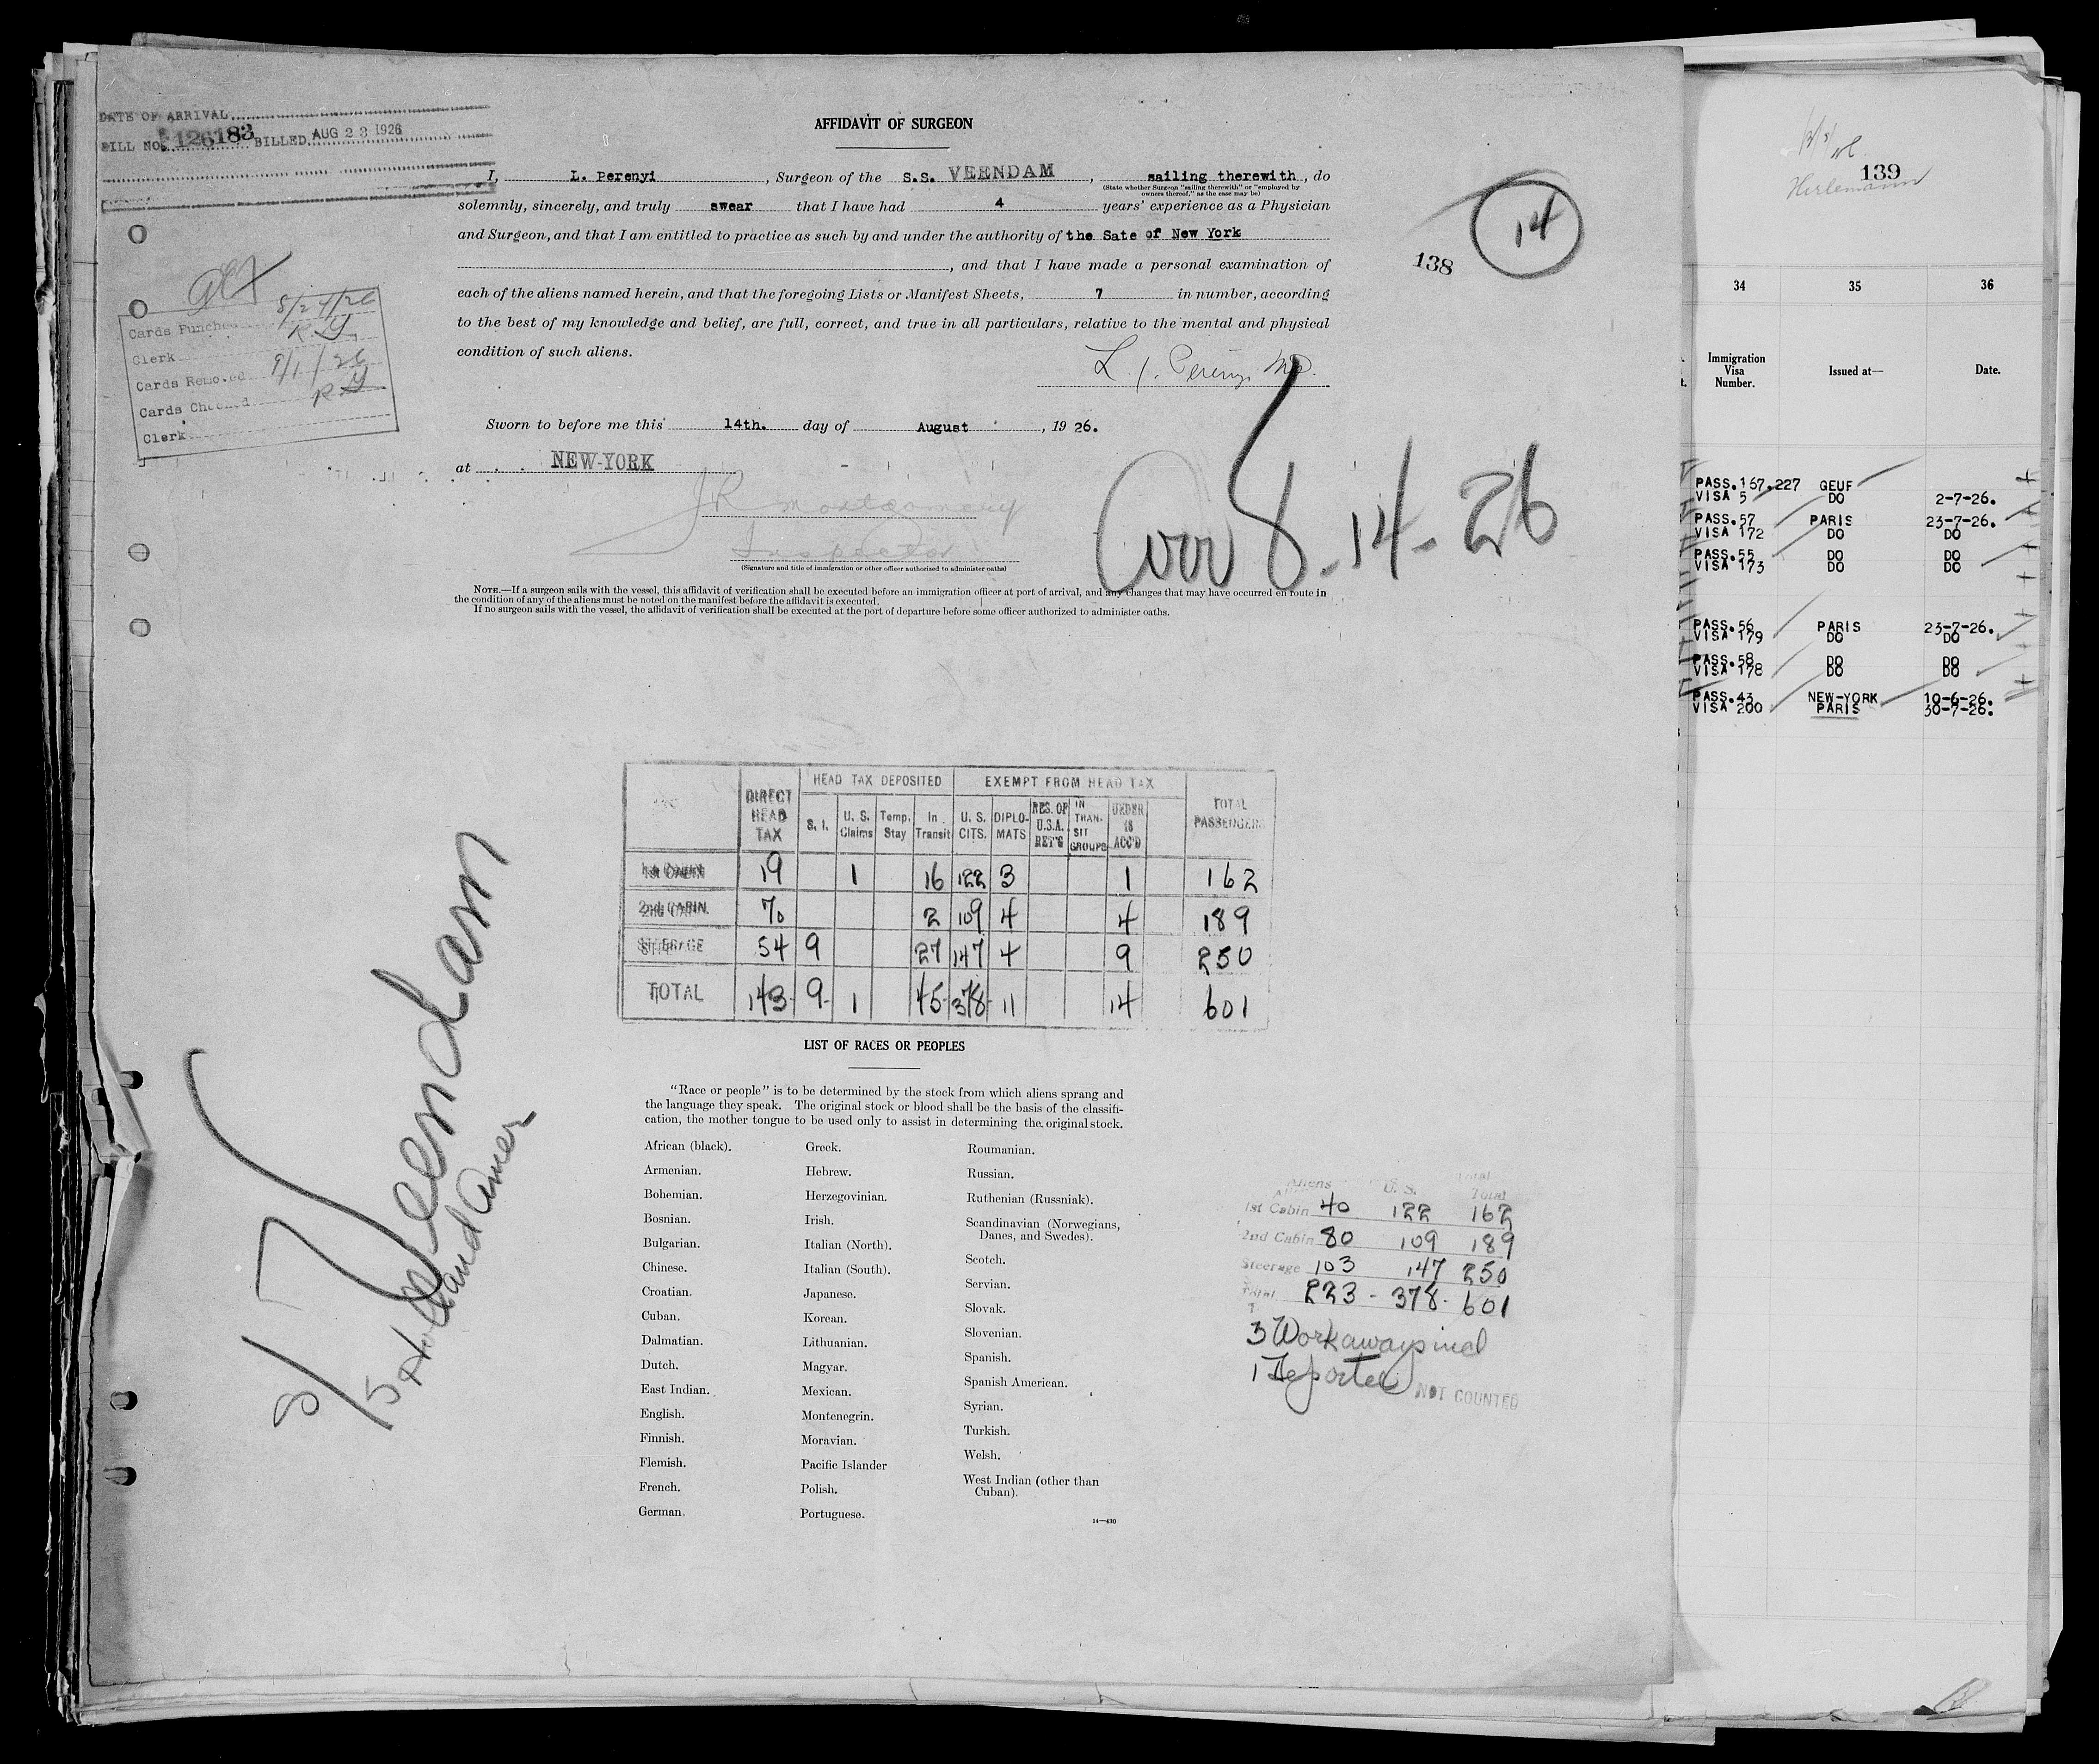 DATE OF ARRIVAL
BILL NO. 126183 BILLED AUG 23 1926
AFFIDAVIT OF SURGEON
I, L. Perenyi, Surgeon of the S.S. VEENDAM, sailing therewith, do
(State whether Surgeon "sailing therewith" or "employed by
owners thereof," as the case may be)
solemnly, sincerely, and truly swear that I have had 4 years' experience as a Physician
and Surgeon, and that I am entitled to practice as such by and under the authority of the Sate of New York
, and that I have made a personal examination of
each of the aliens named herein, and that the foregoing Lists or Manifest Sheets, 7 in number, according
to the best of my knowledge and belief, are full, correct, and true in all particulars, relative to the mental and physical
condition of such aliens.
L. J. Perenyi MD.
Sworn to before me this 14th. day of August, 19 26.
at NEW-YORK
JR Montgomery
Inspector
(Signature and title of immigration or other officer authorized to administer oaths)
NOTE.—If a surgeon sails with the vessel, this affidavit of verification shall be executed before an immigration officer at port of arrival, and any changes that may have occurred en route in
the condition of any of the aliens must be noted on the manifest before the affidavit is executed.
If no surgeon sails with the vessel, the affidavit of verification shall be executed at the port of departure before some officer authorized to administer oaths.
14
138
8-14-26
Cards Punched 8/27/26
Clerk
Cards Removed 9/1/26
Cards Checked
Clerk
DIRECT HEAD TAX
HEAD TAX DEPOSITED
EXEMPT FROM HEAD TAX
TOTAL PASSENGERS
S. I. U. S. Claims Temp. Stay In Transit U. S. CITS. DIPLO-MATS RES. OF U.S.A. RET'G IN TRAN-SIT GROUPS UNDER 16 ACC'D
1st CABIN 19 1 16 122 3 1 162
2nd CABIN 70 2 109 4 4 189
STEERAGE 54 9 27 147 4 9 250
TOTAL 143 9 1 45 378 11 14 601
LIST OF RACES OR PEOPLES
"Race or people" is to be determined by the stock from which aliens sprang and
the language they speak. The original stock or blood shall be the basis of the classifi-
cation, the mother tongue to be used only to assist in determining the original stock.
African (black).
Armenian.
Bohemian.
Bosnian.
Bulgarian.
Chinese.
Croatian.
Cuban.
Dalmatian.
Dutch.
East Indian.
English.
Finnish.
Flemish.
French.
German.
Greek.
Hebrew.
Herzegovinian.
Irish.
Italian (North).
Italian (South).
Japanese.
Korean.
Lithuanian.
Magyar.
Mexican.
Montenegrin.
Moravian.
Pacific Islander
Polish.
Portuguese.
Roumanian.
Russian.
Ruthenian (Russniak).
Scandinavian (Norwegians,
Danes, and Swedes).
Scotch.
Servian.
Slovak.
Slovenian.
Spanish.
Spanish American.
Syrian.
Turkish.
Welsh.
West Indian (other than
Cuban).
14—430
Veendam
Holland Amer
Aliens U. S. Total
1st Cabin 40 122 162
2nd Cabin 80 109 189
Steerage 103 147 250
Total 223 - 378 - 601
3 Workaways incl
1 Deportee NOT COUNTED
139
Herlemann
34 35 36
Immigration
Visa
Number.
Issued at—
Date.
PASS.167.227 GEUF
VISA 5 DO 2-7-26.
PASS.57 PARIS 23-7-26.
VISA 172 DO DO
PASS.55 DO DO
VISA 173 DO DO
PASS.56 PARIS 23-7-26.
VISA 179 DO DO
PASS.58 DO DO
VISA 178 DO DO
PASS.43 NEW-YORK 10-6-26.
VISA 200 PARIS 30-7-26.